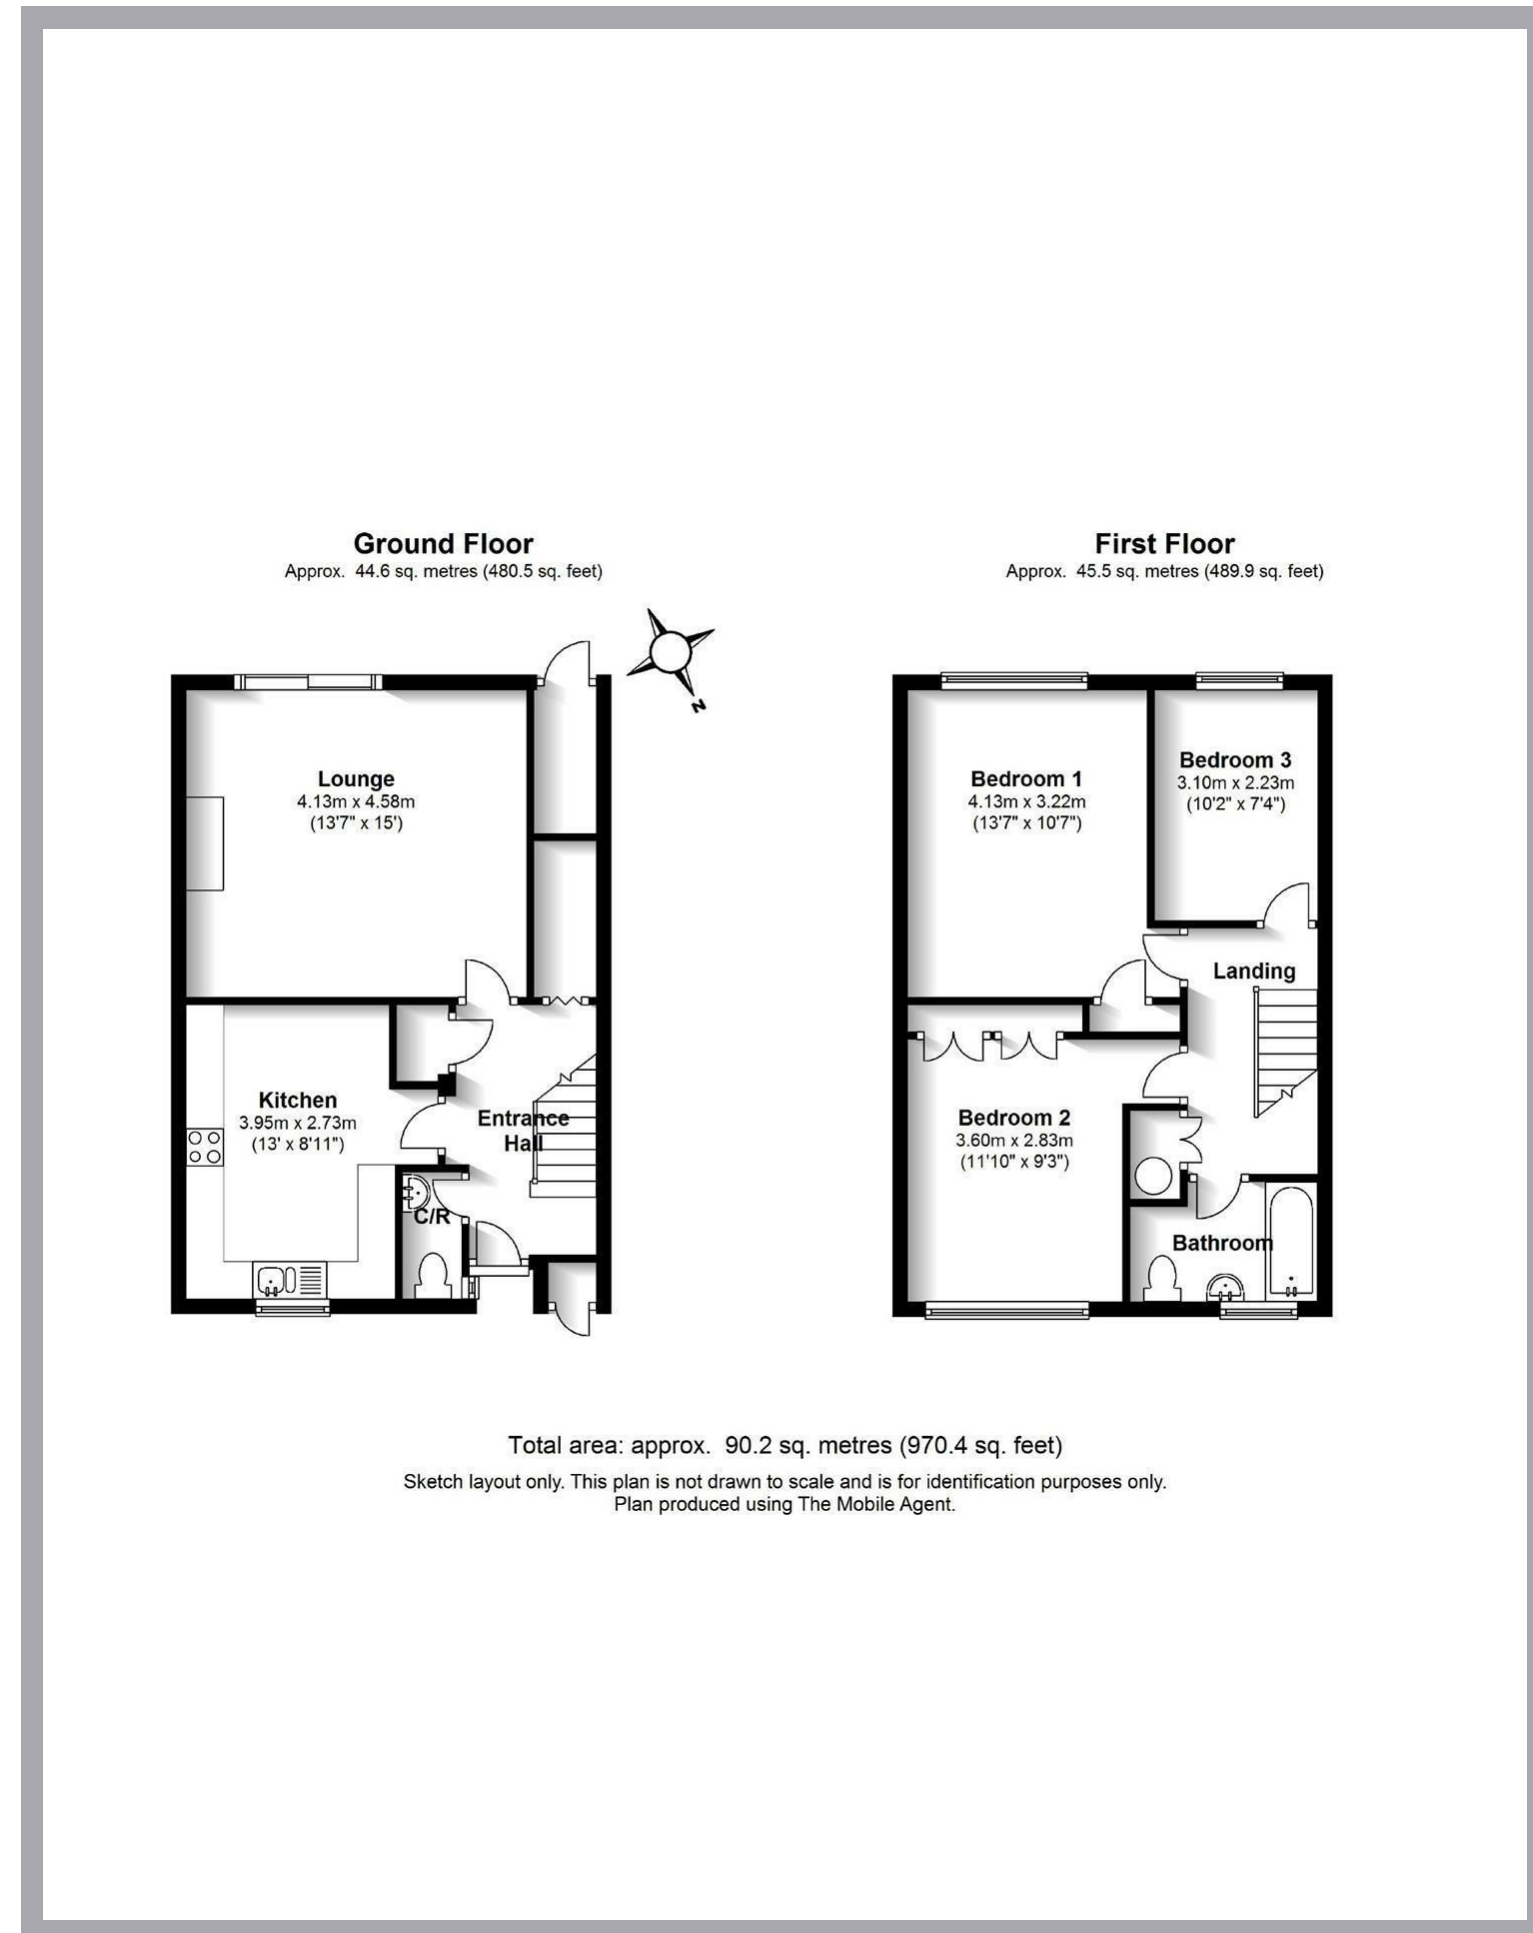 Ground Floor
Approx.  44.6 sq. metres (480.5 sq. feet)
N
Lounge
4.13m x 4.58m
(13'7" x 15')
Kitchen
3.95m x 2.73m
(13' x 8'11")
Entrance
Hall
C/R
First Floor
Approx.  45.5 sq. metres (489.9 sq. feet)
Bedroom 1
4.13m x 3.22m
(13'7" x 10'7")
Bedroom 3
3.10m x 2.23m
(10'2" x 7'4")
Landing
Bedroom 2
3.60m x 2.83m
(11'10" x 9'3")
Bathroom
Total area: approx.  90.2 sq. metres (970.4 sq. feet)
Sketch layout only. This plan is not drawn to scale and is for identification purposes only.
Plan produced using The Mobile Agent.